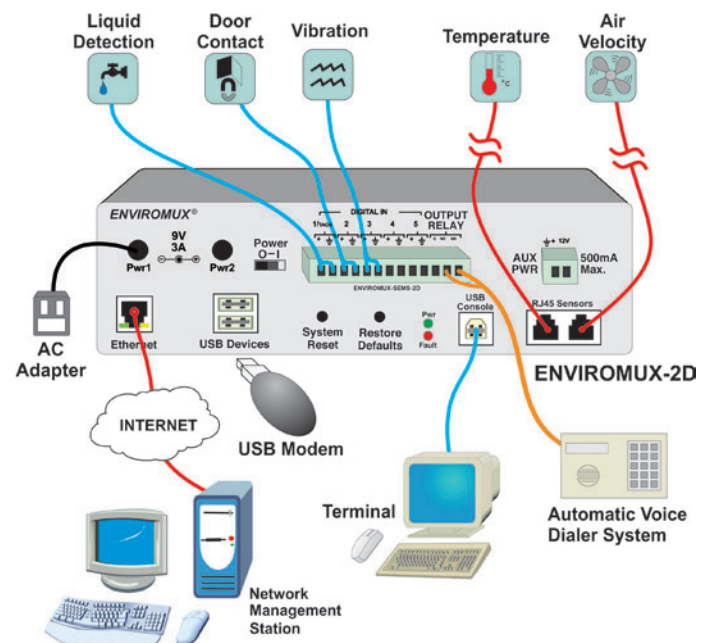 Liquid
Detection
Door
Contact
Vibration
Temperature
Air
Velocity
°C
ENVIROMUX®
9V
3A
Pwr1
Pwr2
Power
O–I
DIGITAL IN
1/TACH 2 3 4 5
OUTPUT
RELAY
ENVIROMUX-SEMS-2D
+ 12V
AUX
PWR
500mA
Max.
Ethernet
USB Devices
System
Reset
Restore
Defaults
Pwr
Fault
USB
Console
RJ45 Sensors
AC
Adapter
ENVIROMUX-2D
INTERNET
USB Modem
Terminal
Automatic Voice
Dialer System
Network
Management
Station